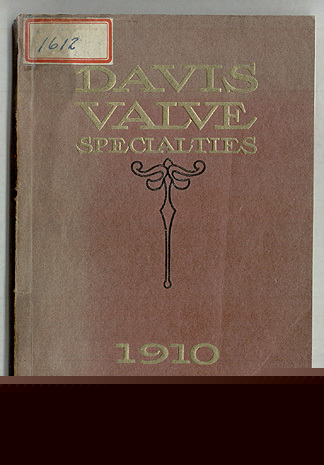 1612
DAVIS
VALVE
SPECIALTIES
1910